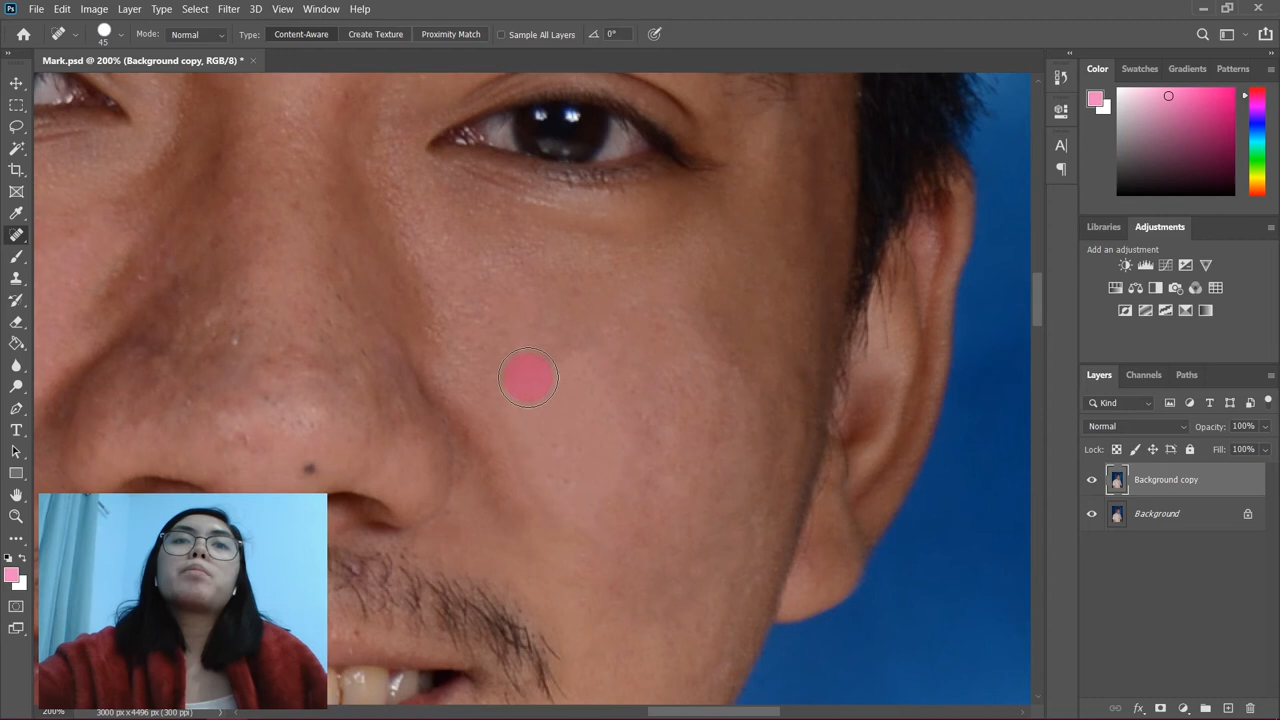 Ps File Edit Image Layer Type Select Filter 3D View Window Help
45 Mode: Normal Type: Content-Aware Create Texture Proximity Match Sample All Layers 0°
Mark.psd @ 200% (Background copy, RGB/8) *
Color Swatches Gradients Patterns
Libraries Adjustments
Add an adjustment
Layers Channels Paths
Kind
Normal Opacity: 100%
Lock: Fill: 100%
Background copy
Background
200% 3000 px x 4496 px (300 ppi)